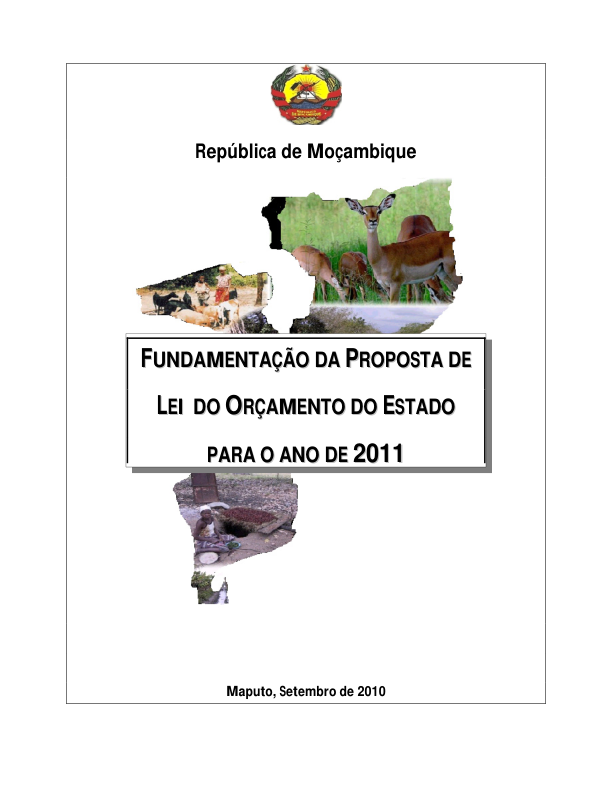 República de Moçambique
FUNDAMENTAÇÃO DA PROPOSTA DE
LEI DO ORÇAMENTO DO ESTADO
PARA O ANO DE 2011
Maputo, Setembro de 2010